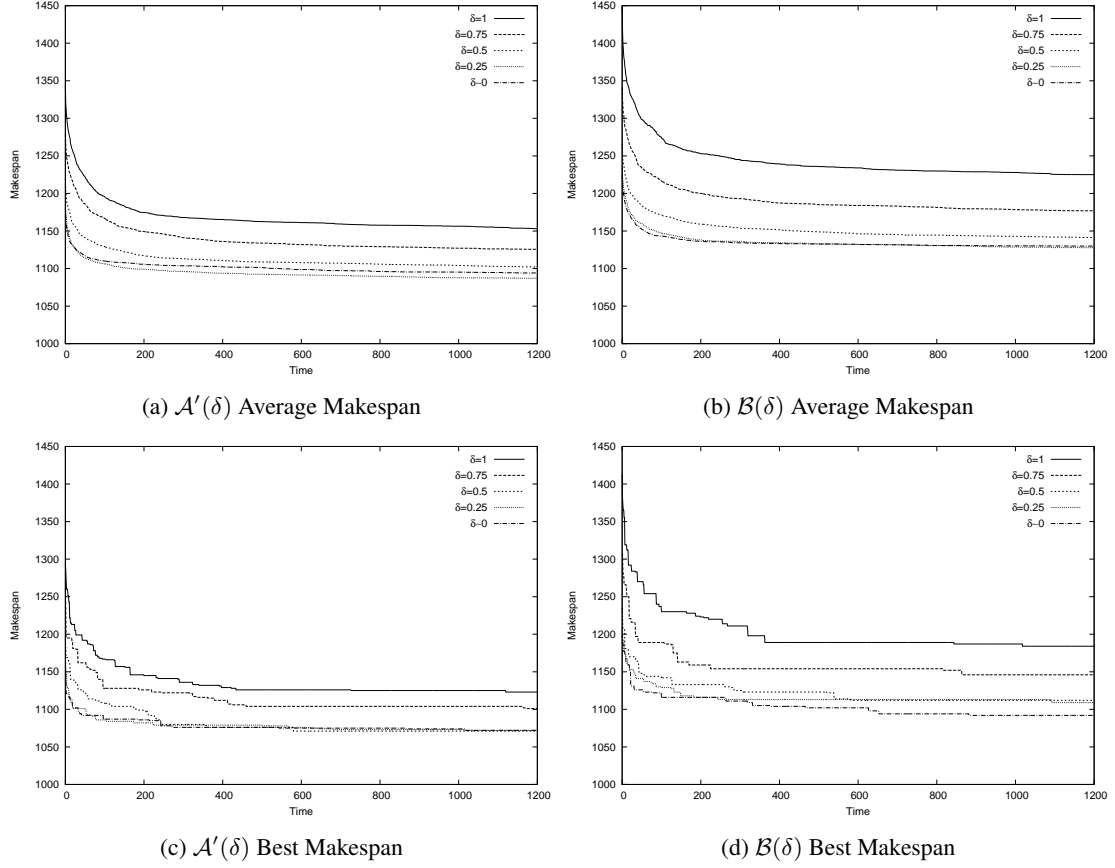 1450
1400
1350
1300
1250
1200
1150
1100
1050
1000
Makespan
0 200 400 600 800 1000 1200
Time
δ=1
δ=0.75
δ=0.5
δ=0.25
δ~0
(a) 𝒜′(δ) Average Makespan
1450
1400
1350
1300
1250
1200
1150
1100
1050
1000
Makespan
0 200 400 600 800 1000 1200
Time
δ=1
δ=0.75
δ=0.5
δ=0.25
δ~0
(b) ℬ(δ) Average Makespan
1450
1400
1350
1300
1250
1200
1150
1100
1050
1000
Makespan
0 200 400 600 800 1000 1200
Time
δ=1
δ=0.75
δ=0.5
δ=0.25
δ~0
(c) 𝒜′(δ) Best Makespan
1450
1400
1350
1300
1250
1200
1150
1100
1050
1000
Makespan
0 200 400 600 800 1000 1200
Time
δ=1
δ=0.75
δ=0.5
δ=0.25
δ~0
(d) ℬ(δ) Best Makespan